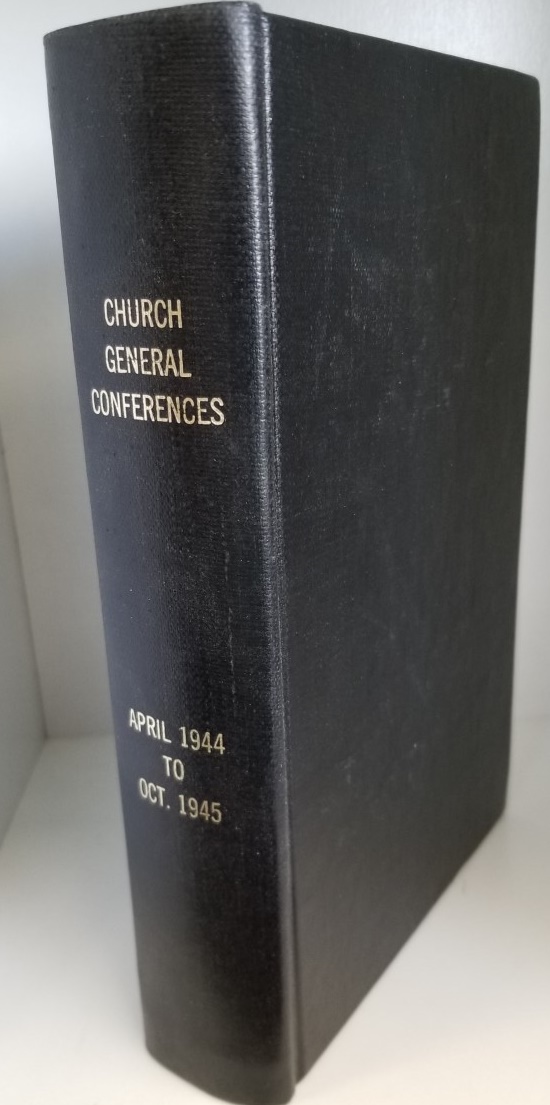 CHURCH
GENERAL
CONFERENCES
APRIL 1944
TO
OCT. 1945